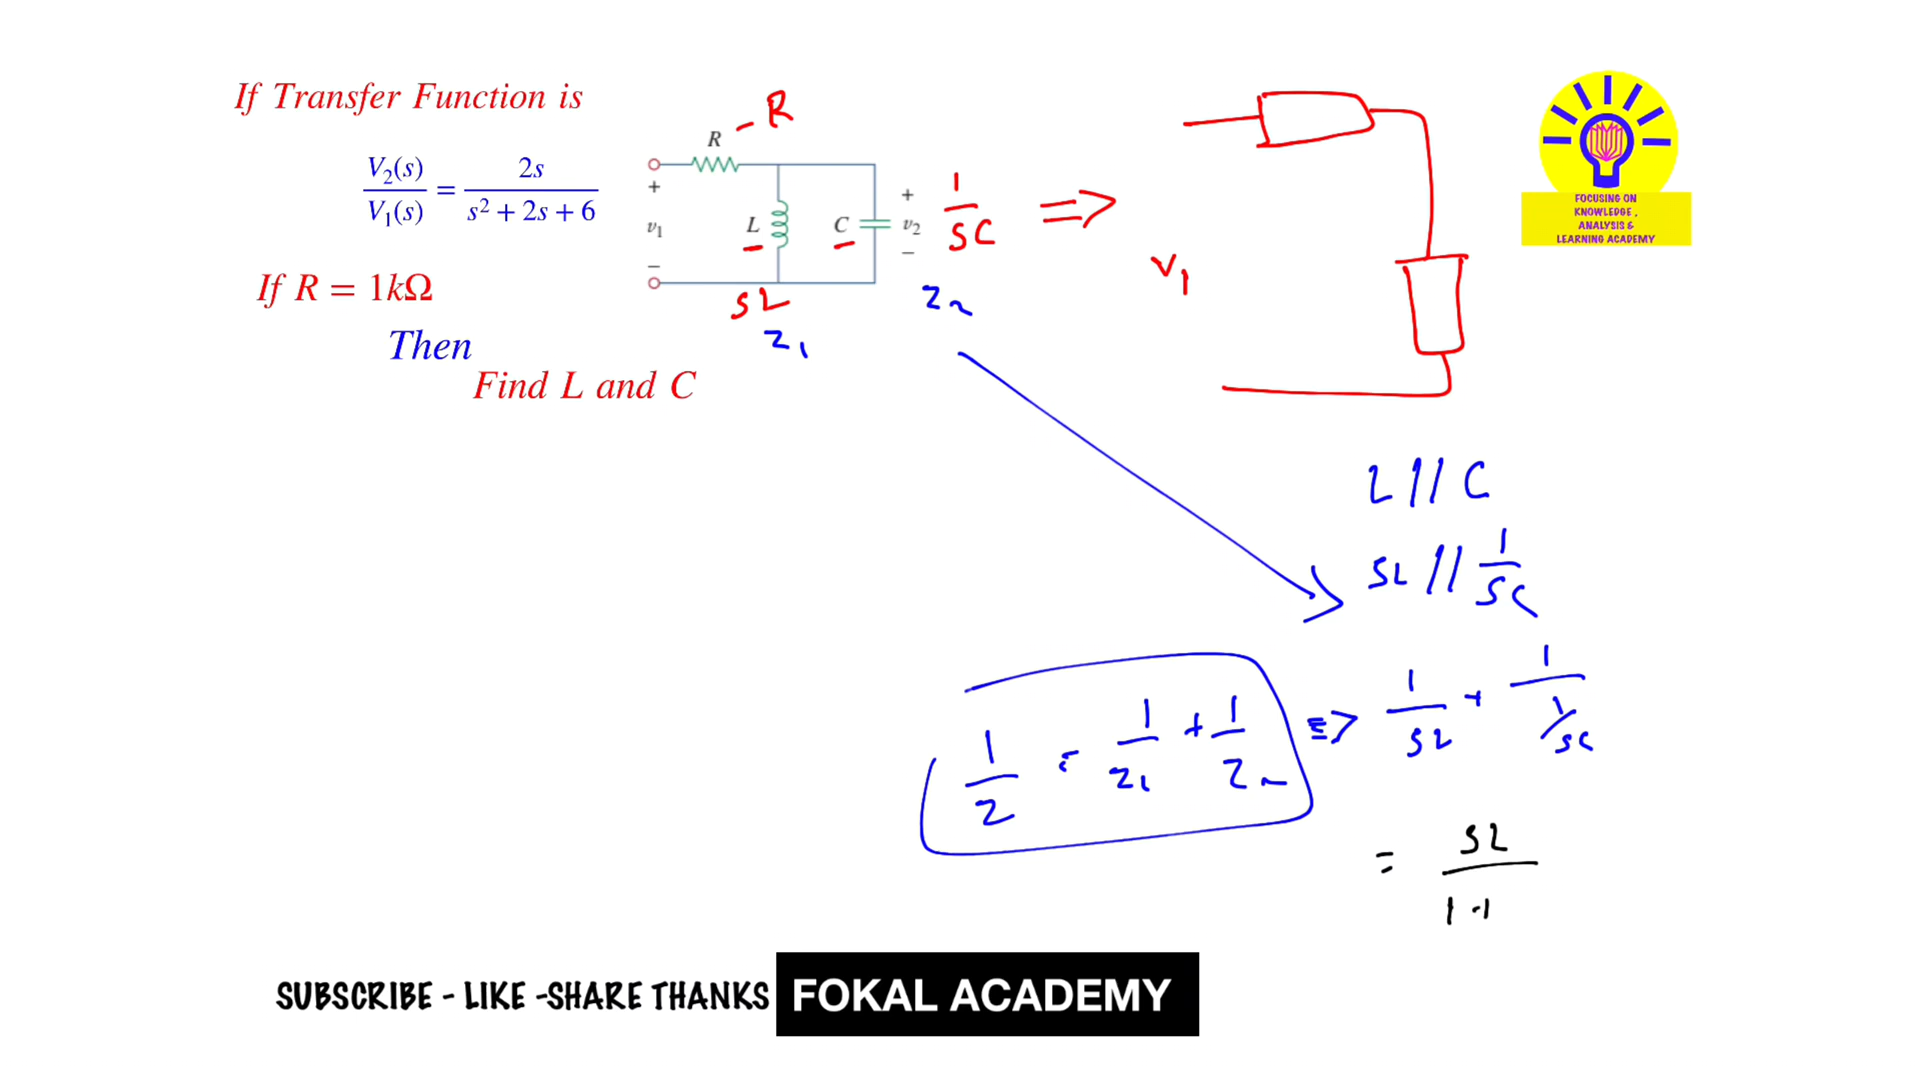 If Transfer Function is
V₂(s)/V₁(s) = 2s/(s² + 2s + 6)
If R = 1kΩ
Then
Find L and C
R
- R
+
v₁
−
L
C
+
v₂
−
SL
Z₁
1/SC
Z₂
⇒
V₁
FOCUSING ON
KNOWLEDGE ,
ANALYSIS &
LEARNING ACADEMY
L // C
SL // 1/SC
1/Z = 1/Z₁ + 1/Z₂ ⇒ 1/SL + 1/(1/SC)
= SL/
SUBSCRIBE - LIKE -SHARE THANKS
FOKAL ACADEMY